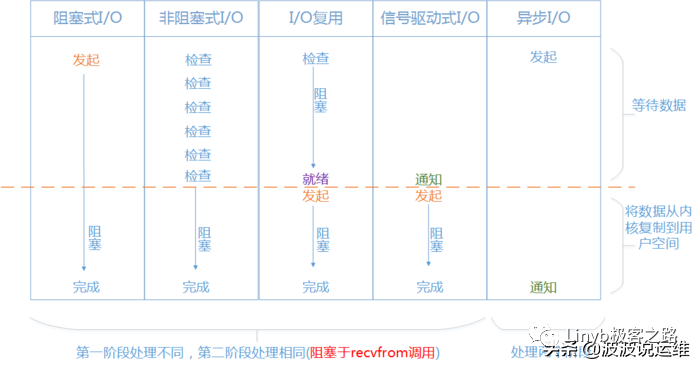 阻塞式I/O
非阻塞式I/O
I/O复用
信号驱动式I/O
异步I/O
发起
检查
检查
发起
检查
检查
阻塞
检查
检查
检查
等待数据
就绪
通知
发起
发起
阻塞
阻塞
阻塞
阻塞
将数据从内
核复制到用
户空间
完成
完成
完成
完成
通知
第一阶段处理不同，第二阶段处理相同(阻塞于recvfrom调用)
处理两
Linyb极客之路
头条@波波说运维